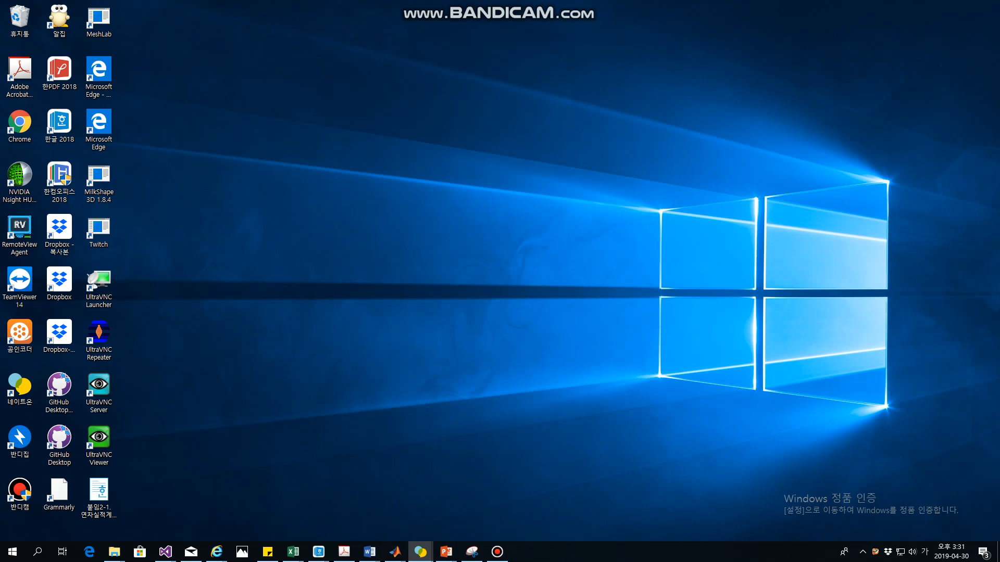 www.BANDICAM.com
휴지통
알집
MeshLab
Adobe
Acrobat...
한PDF 2018
Microsoft
Edge - ...
Chrome
한글 2018
Microsoft
Edge
NVIDIA
Nsight HU...
한컴오피스
2018
MilkShape
3D 1.8.4
RV
RemoteView
Agent
Dropbox -
복사본
Twitch
TeamViewer
14
Dropbox
UltraVNC
Launcher
곰인코더
Dropbox-...
UltraVNC
Repeater
네이트온
GitHub
Desktop...
UltraVNC
Server
반디집
GitHub
Desktop
UltraVNC
Viewer
반디캠
Grammarly
붙임2-1.
연차실적계...
Windows 정품 인증
[설정]으로 이동하여 Windows를 정품 인증합니다.
가
오후 3:31
2019-04-30
3